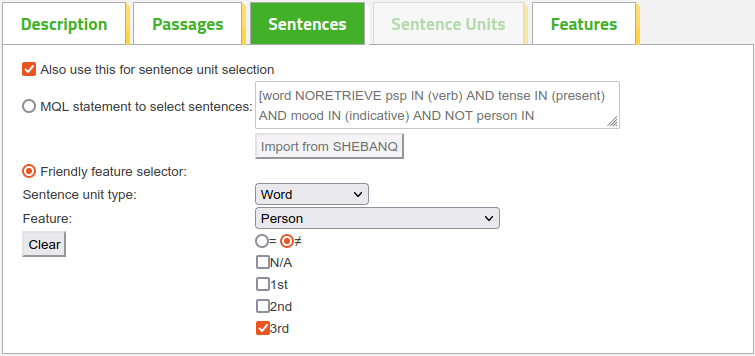 Description Passages Sentences Sentence Units Features
Also use this for sentence unit selection
MQL statement to select sentences:
[word NORETRIEVE psp IN (verb) AND tense IN (present)
AND mood IN (indicative) AND NOT person IN
Import from SHEBANQ
Friendly feature selector:
Sentence unit type: Word
Feature: Person
Clear
= ≠
N/A
1st
2nd
3rd